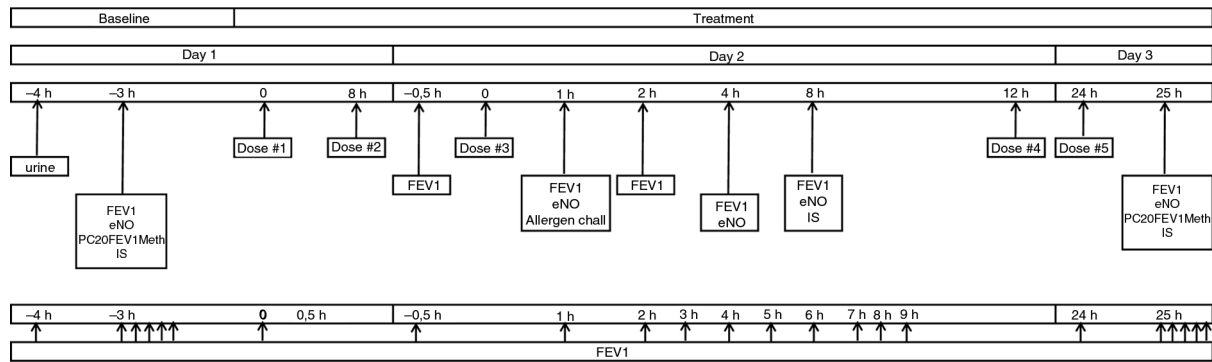 Baseline Treatment
Day 1 Day 2 Day 3
–4 h –3 h 0 8 h –0,5 h 0 1 h 2 h 4 h 8 h 12 h 24 h 25 h
Dose #1 Dose #2 Dose #3 Dose #4 Dose #5
urine
FEV1
FEV1
eNO
Allergen chall
FEV1
FEV1
eNO
FEV1
eNO
IS
FEV1
eNO
PC20FEV1Meth
IS
FEV1
eNO
PC20FEV1Meth
IS
–4 h –3 h 0 0,5 h –0,5 h 1 h 2 h 3 h 4 h 5 h 6 h 7 h 8 h 9 h 24 h 25 h
FEV1